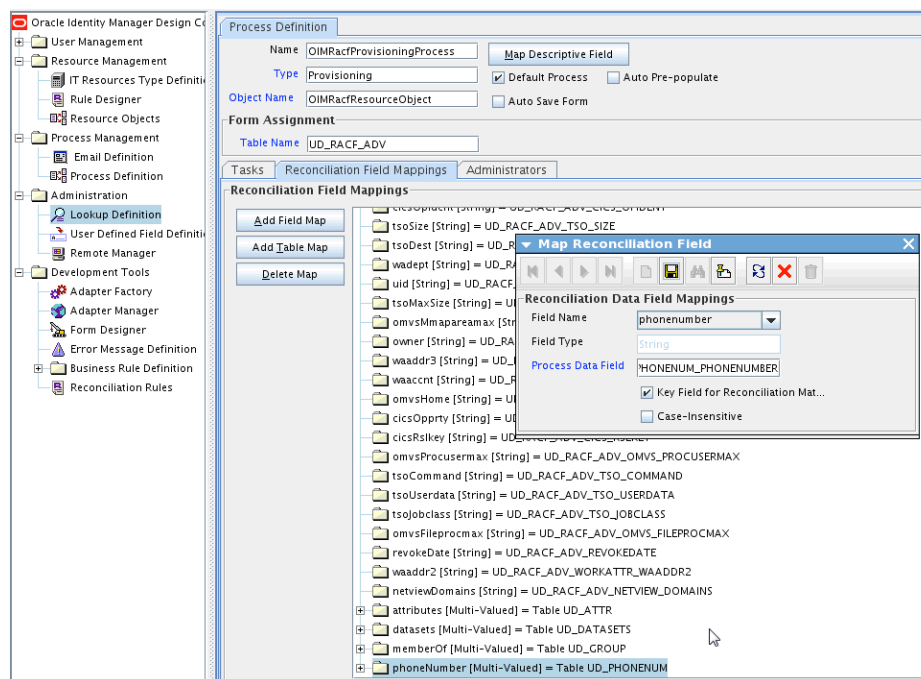 Oracle Identity Manager Design Co
User Management
Resource Management
IT Resources Type Definiti
Rule Designer
Resource Objects
Process Management
Email Definition
Process Definition
Administration
Lookup Definition
User Defined Field Definiti
Remote Manager
Development Tools
Adapter Factory
Adapter Manager
Form Designer
Error Message Definition
Business Rule Definition
Reconciliation Rules
Process Definition
Name OIMRacfProvisioningProcess Map Descriptive Field
Type Provisioning Default Process Auto Pre-populate
Object Name OIMRacfResourceObject Auto Save Form
Form Assignment
Table Name UD_RACF_ADV
Tasks Reconciliation Field Mappings Administrators
Reconciliation Field Mappings
Add Field Map
Add Table Map
Delete Map
tsoSize [String] = UD_RACF_ADV_TSO_SIZE
tsoDest [String] = UD_R
wadept [String] = UD_RA
uid [String] = UD_RACF_
tsoMaxSize [String] = U
omvsMmapareamax [Str
owner [String] = UD_RA
waaddr3 [String] = UD_
waaccnt [String] = UD_R
omvsHome [String] = UD
cicsOpprty [String] = UD
cicsRslkey [String] = UD_RACF_ADV_CICS_RSLKEY
omvsProcusermax [String] = UD_RACF_ADV_OMVS_PROCUSERMAX
tsoCommand [String] = UD_RACF_ADV_TSO_COMMAND
tsoUserdata [String] = UD_RACF_ADV_TSO_USERDATA
tsoJobclass [String] = UD_RACF_ADV_TSO_JOBCLASS
omvsFileprocmax [String] = UD_RACF_ADV_OMVS_FILEPROCMAX
revokeDate [String] = UD_RACF_ADV_REVOKEDATE
waaddr2 [String] = UD_RACF_ADV_WORKATTR_WAADDR2
netviewDomains [String] = UD_RACF_ADV_NETVIEW_DOMAINS
attributes [Multi-Valued] = Table UD_ATTR
datasets [Multi-Valued] = Table UD_DATASETS
memberOf [Multi-Valued] = Table UD_GROUP
phoneNumber [Multi-Valued] = Table UD_PHONENUM
Map Reconciliation Field
Reconciliation Data Field Mappings
Field Name phonenumber
Field Type String
Process Data Field HONENUM_PHONENUMBER
Key Field for Reconciliation Mat...
Case-Insensitive